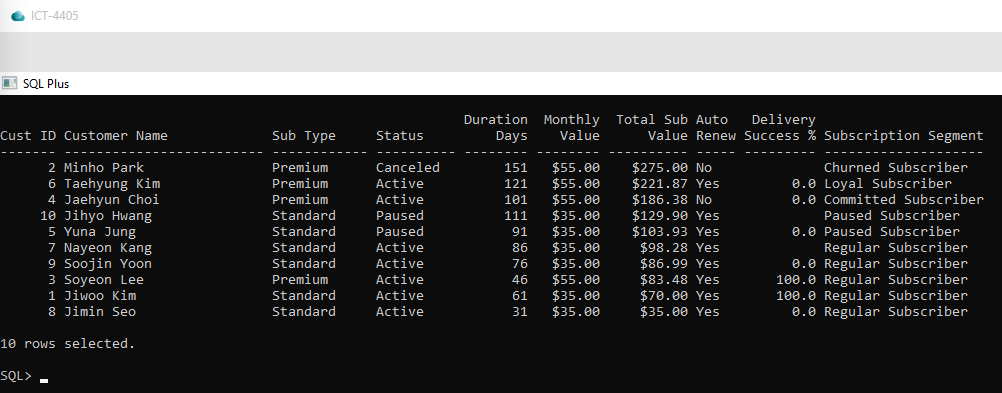 ICT-4405
SQL Plus
Duration Monthly Total Sub Auto Delivery
Cust ID Customer Name Sub Type Status Days Value Value Renew Success % Subscription Segment
------- ------------------------- ------------ ---------- -------- -------- ---------- ----- --------- --------------------
2 Minho Park Premium Canceled 151 $55.00 $275.00 No Churned Subscriber
6 Taehyung Kim Premium Active 121 $55.00 $221.87 Yes 0.0 Loyal Subscriber
4 Jaehyun Choi Premium Active 101 $55.00 $186.38 No 0.0 Committed Subscriber
10 Jihyo Hwang Standard Paused 111 $35.00 $129.90 Yes Paused Subscriber
5 Yuna Jung Standard Paused 91 $35.00 $103.93 Yes 0.0 Paused Subscriber
7 Nayeon Kang Standard Active 86 $35.00 $98.28 Yes Regular Subscriber
9 Soojin Yoon Standard Active 76 $35.00 $86.99 Yes 0.0 Regular Subscriber
3 Soyeon Lee Premium Active 46 $55.00 $83.48 Yes 100.0 Regular Subscriber
1 Jiwoo Kim Standard Active 61 $35.00 $70.00 Yes 100.0 Regular Subscriber
8 Jimin Seo Standard Active 31 $35.00 $35.00 Yes 0.0 Regular Subscriber
10 rows selected.
SQL>